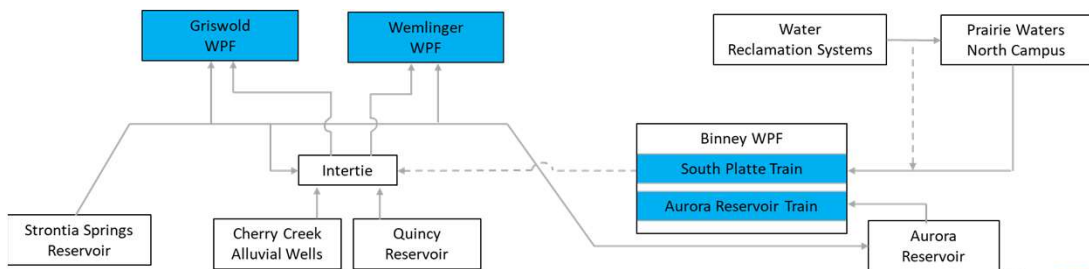 Griswold
WPF
Wemlinger
WPF
Water
Reclamation Systems
Prairie Waters
North Campus
Binney WPF
South Platte Train
Aurora Reservoir Train
Intertie
Strontia Springs
Reservoir
Cherry Creek
Alluvial Wells
Quincy
Reservoir
Aurora
Reservoir